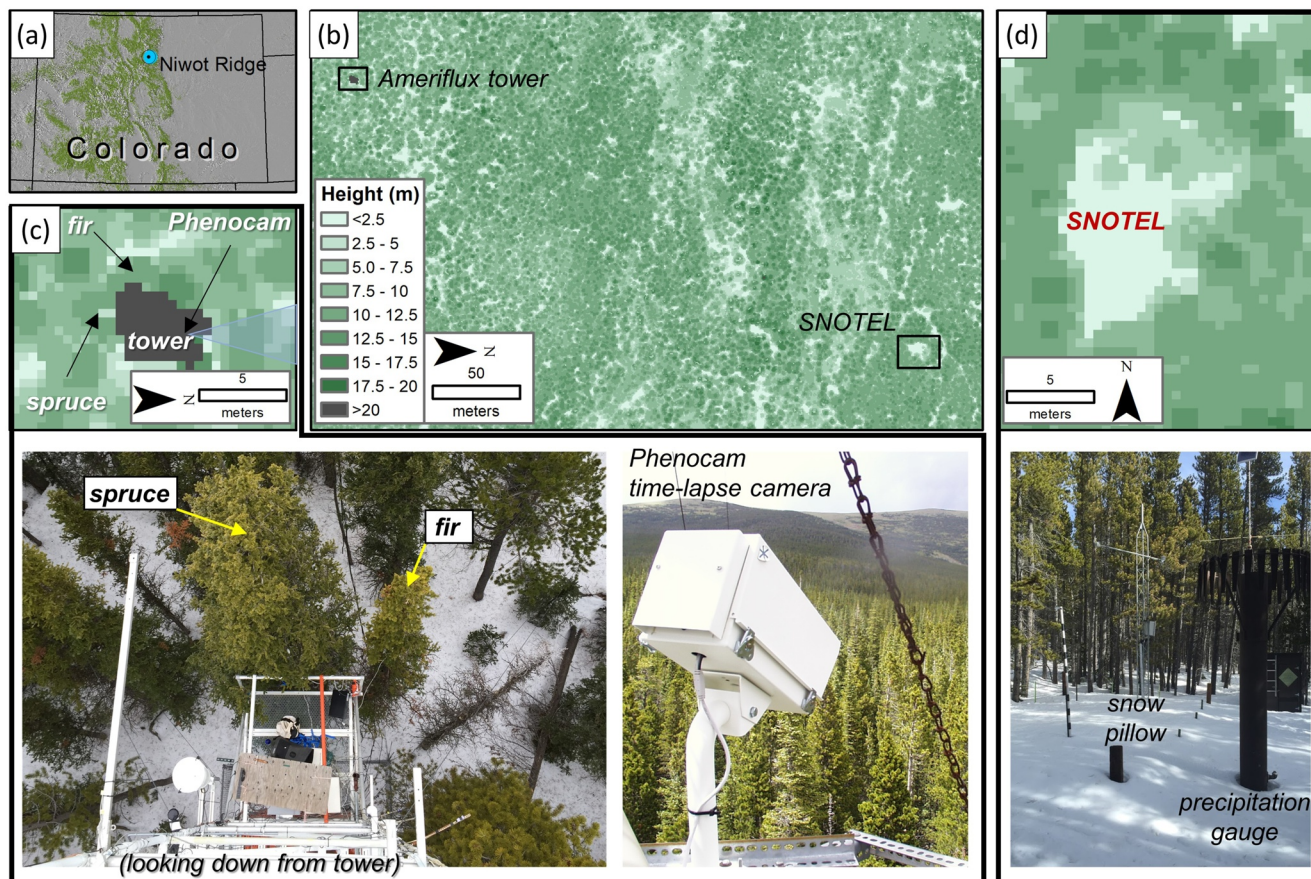 (a)
Niwot Ridge
Colorado
(b)
Ameriflux tower
Height (m)
<2.5
2.5 - 5
5.0 - 7.5
7.5 - 10
10 - 12.5
12.5 - 15
15 - 17.5
17.5 - 20
>20
N
50
meters
SNOTEL
(c)
fir
Phenocam
tower
spruce
N
5
meters
(d)
SNOTEL
5
meters
N
spruce
fir
(looking down from tower)
Phenocam
time-lapse camera
snow
pillow
precipitation
gauge